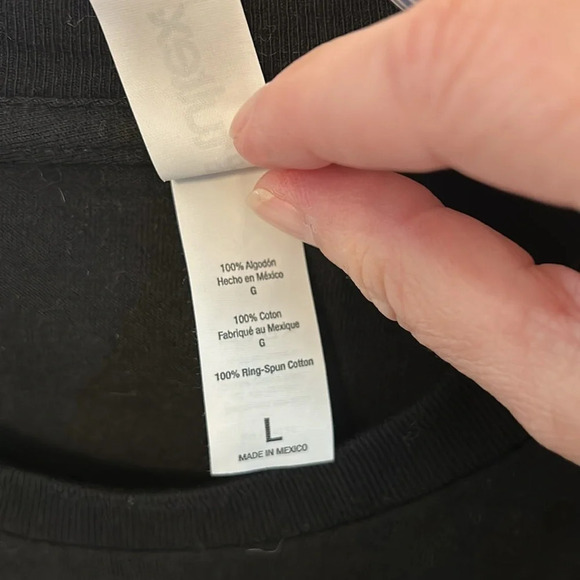 100% Algodón
Hecho en México
G
100% Coton
Fabriqué au Mexique
G
100% Ring-Spun Cotton
L
MADE IN MEXICO